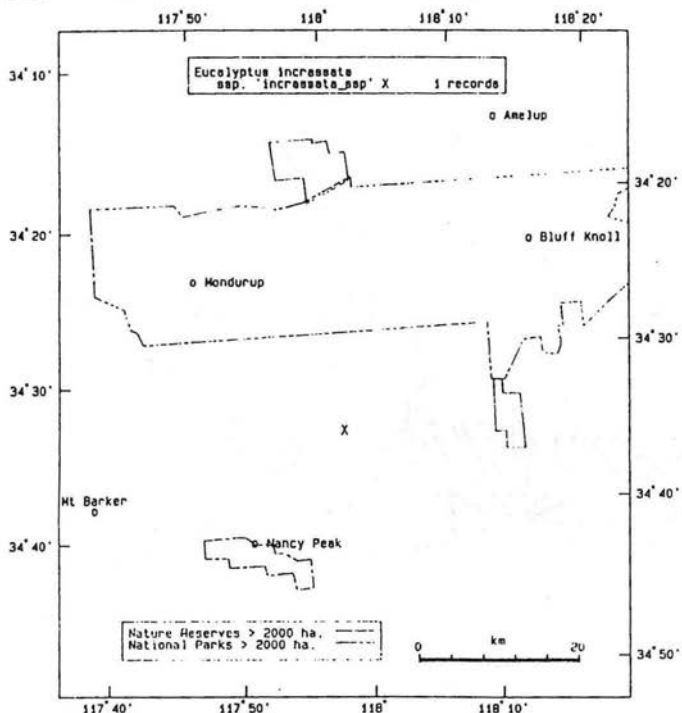 117°50' 118° 118°10' 118°20'
34°10'
Eucalyptus incrassata
ssp. 'incrassata_ssp' X 1 records
o Amelup
34°20'
34°20'
o Bluff Knoll
o Mondurup
34°30'
34°30'
X
Mt Barker
34°40'
34°40'
o Nancy Peak
Nature Reserves > 2000 ha.
National Parks > 2000 ha.
km
0 20
34°50'
117°40' 117°50' 118° 118°10'